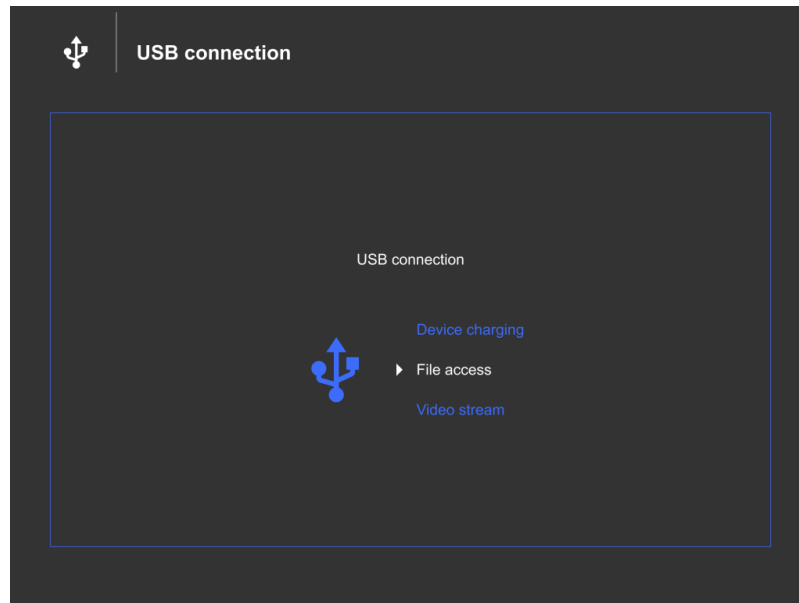 USB connection
USB connection
Device charging
File access
Video stream